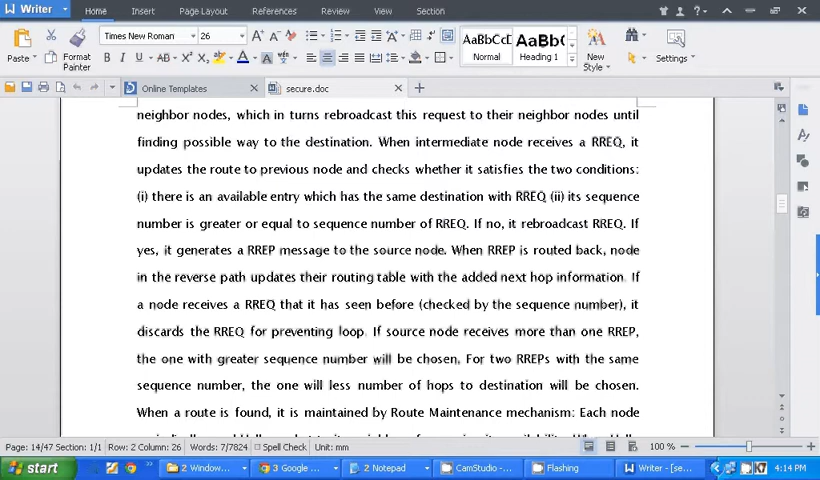 Writer
Home Insert Page Layout References Review View Section
Times New Roman 26
Paste Format Painter AaBbCcD Normal AaBb( Heading 1 New Style Settings
Online Templates secure.doc
neighbor nodes, which in turns rebroadcast this request to their neighbor nodes until
finding possible way to the destination. When intermediate node receives a RREQ, it
updates the route to previous node and checks whether it satisfies the two conditions:
(i) there is an available entry which has the same destination with RREQ (ii) its sequence
number is greater or equal to sequence number of RREQ. If no, it rebroadcast RREQ. If
yes, it generates a RREP message to the source node. When RREP is routed back, node
in the reverse path updates their routing table with the added next hop information. If
a node receives a RREQ that it has seen before (checked by the sequence number), it
discards the RREQ for preventing loop. If source node receives more than one RREP,
the one with greater sequence number will be chosen. For two RREPs with the same
sequence number, the one will less number of hops to destination will be chosen.
When a route is found, it is maintained by Route Maintenance mechanism: Each node
Page: 14/47 Section: 1/1 Row: 2 Column: 26 Words: 7/7824 Spell Check Unit: mm 100 %
start 2 Window... 3 Google ... 2 Notepad CamStudio - ... Flashing Writer - [se... 4:14 PM